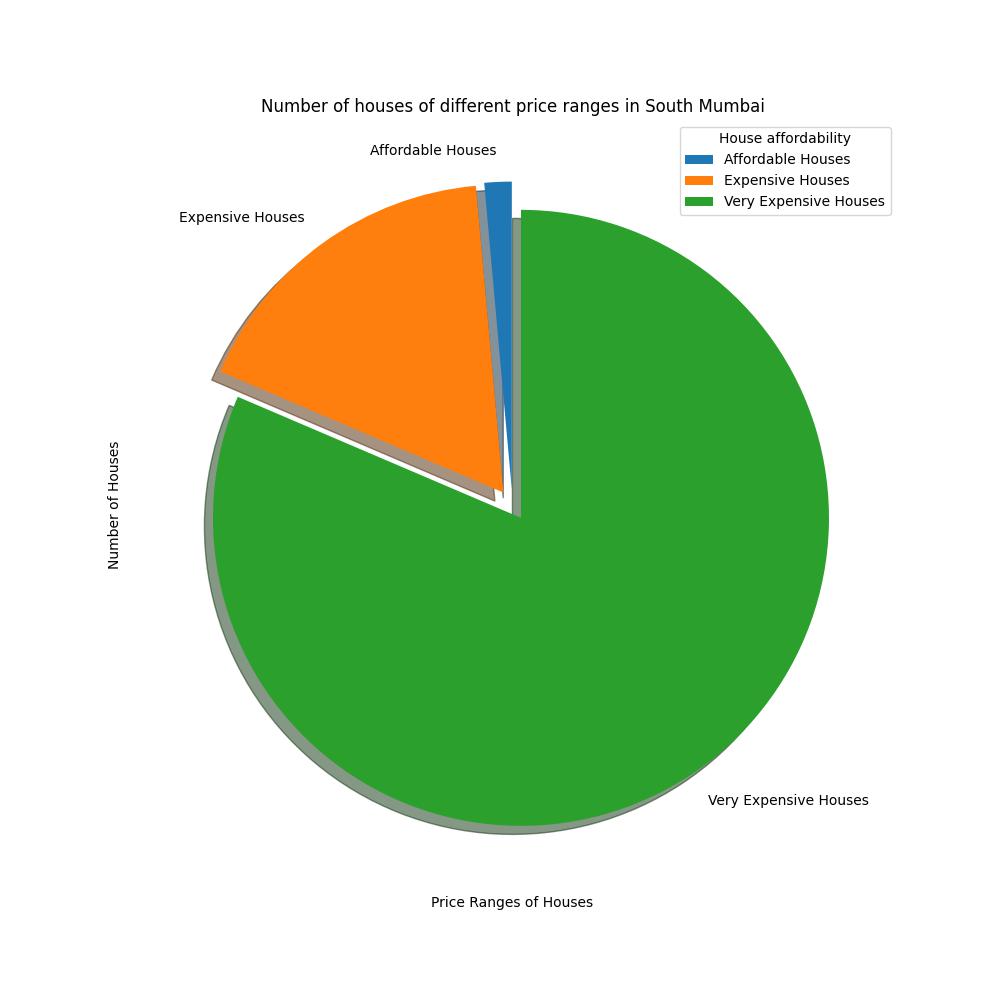 Number of houses of different price ranges in South Mumbai
House affordability
Affordable Houses
Expensive Houses
Very Expensive Houses
Affordable Houses
Expensive Houses
Number of Houses
Very Expensive Houses
Price Ranges of Houses